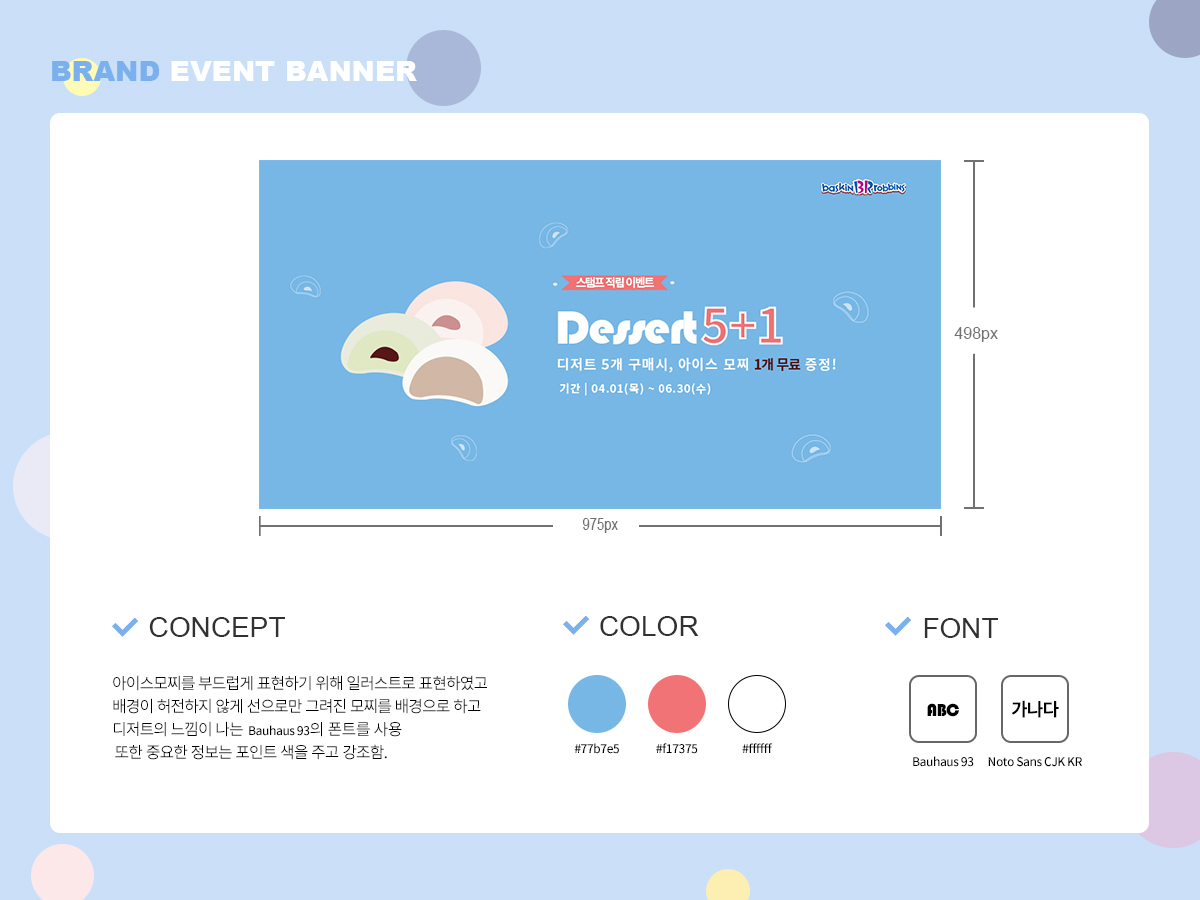 BRAND EVENT BANNER
baskin BR robbins
스탬프 적립 이벤트
Dessert 5+1
디저트 5개 구매시, 아이스 모찌 1개 무료 증정!
기간 | 04.01(목) ~ 06.30(수)
498px
975px
CONCEPT
아이스모찌를 부드럽게 표현하기 위해 일러스트로 표현하였고
배경이 허전하지 않게 선으로만 그려진 모찌를 배경으로 하고
디저트의 느낌이 나는 Bauhaus 93의 폰트를 사용
또한 중요한 정보는 포인트 색을 주고 강조함.
COLOR
#77b7e5 #f17375 #ffffff
FONT
ABC 가나다
Bauhaus 93 Noto Sans CJK KR